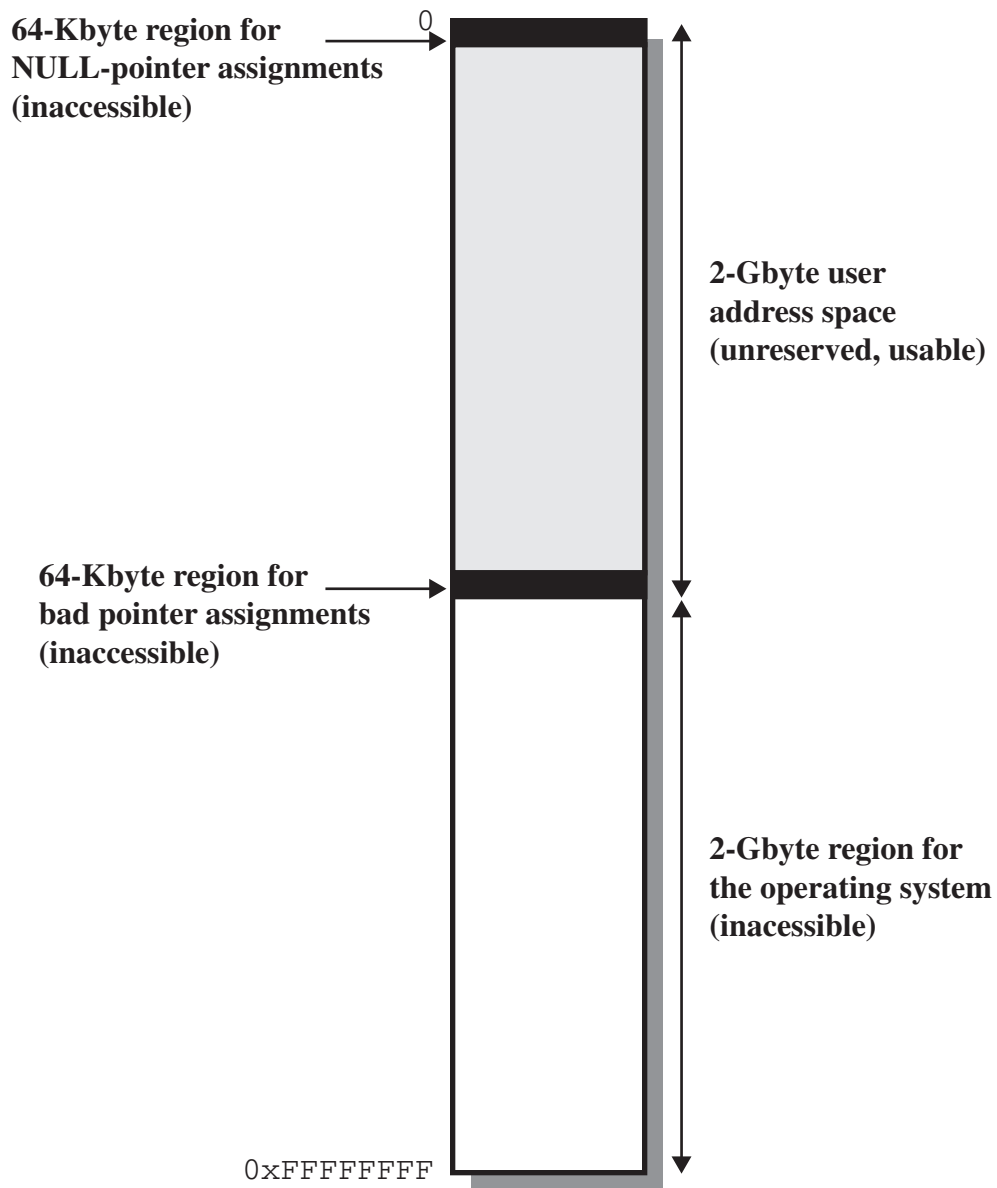 0
64-Kbyte region for
NULL-pointer assignments
(inaccessible)
2-Gbyte user
address space
(unreserved, usable)
64-Kbyte region for
bad pointer assignments
(inaccessible)
2-Gbyte region for
the operating system
(inacessible)
0xFFFFFFFF